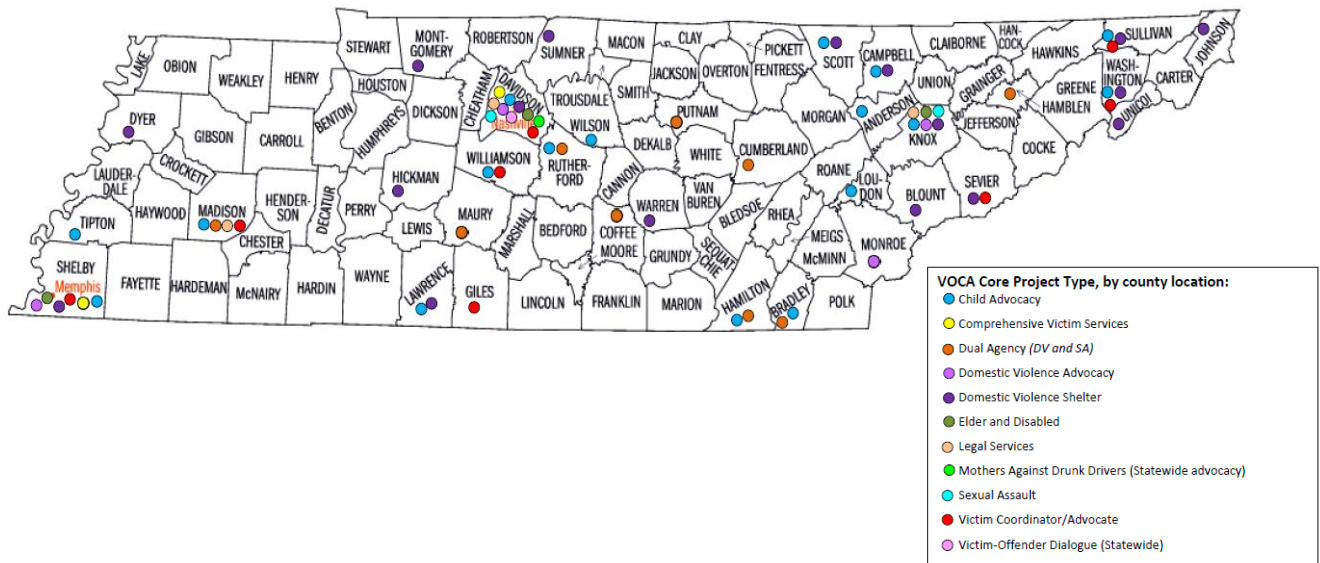 LAKE
OBION
WEAKLEY
HENRY
STEWART
MONT-
GOMERY
ROBERTSON
SUMNER
MACON
CLAY
PICKETT
SCOTT
CAMPBELL
CLAIBORNE
HAN-
COCK
HAWKINS
SULLIVAN
JOHNSON
DYER
GIBSON
CARROLL
BENTON
HOUSTON
HUMPHREYS
DICKSON
CHEATHAM
DAVIDSON
Nashville
TROUSDALE
SMITH
JACKSON
OVERTON
FENTRESS
PUTNAM
WILSON
MORGAN
ANDERSON
UNION
GRAINGER
KNOX
JEFFERSON
HAMBLEN
GREENE
WASH-
INGTON
CARTER
UNICOI
COCKE
LAUDER-
DALE
CROCKETT
HAYWOOD
MADISON
HENDER-
SON
DECATUR
PERRY
HICKMAN
WILLIAMSON
RUTHER-
FORD
CANNON
DEKALB
WHITE
CUMBERLAND
ROANE
LOU-
DON
BLOUNT
SEVIER
TIPTON
CHESTER
LEWIS
MAURY
MARSHALL
BEDFORD
COFFEE
MOORE
WARREN
VAN
BUREN
BLEDSOE
RHEA
MEIGS
McMINN
MONROE
SHELBY
Memphis
FAYETTE
HARDEMAN
McNAIRY
HARDIN
WAYNE
LAWRENCE
GILES
LINCOLN
FRANKLIN
GRUNDY
MARION
SEQUAT-
CHIE
HAMILTON
BRADLEY
POLK
VOCA Core Project Type, by county location:
Child Advocacy
Comprehensive Victim Services
Dual Agency (DV and SA)
Domestic Violence Advocacy
Domestic Violence Shelter
Elder and Disabled
Legal Services
Mothers Against Drunk Drivers (Statewide advocacy)
Sexual Assault
Victim Coordinator/Advocate
Victim-Offender Dialogue (Statewide)